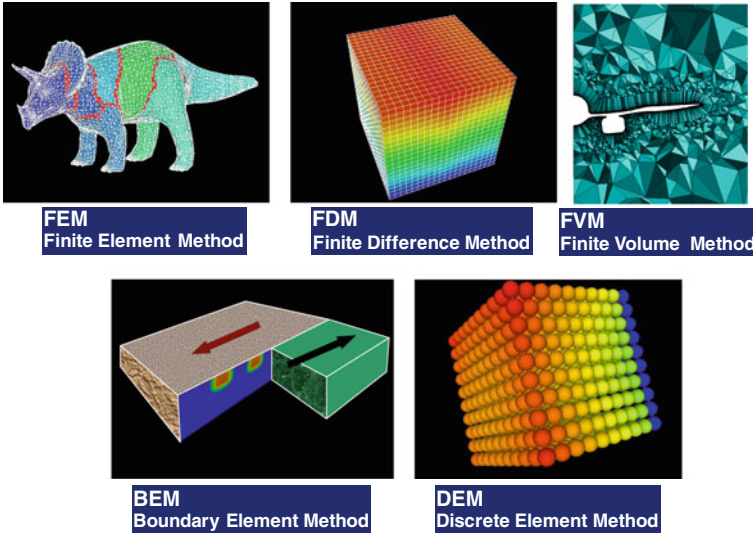 FEM
Finite Element Method
FDM
Finite Difference Method
FVM
Finite Volume Method
BEM
Boundary Element Method
DEM
Discrete Element Method